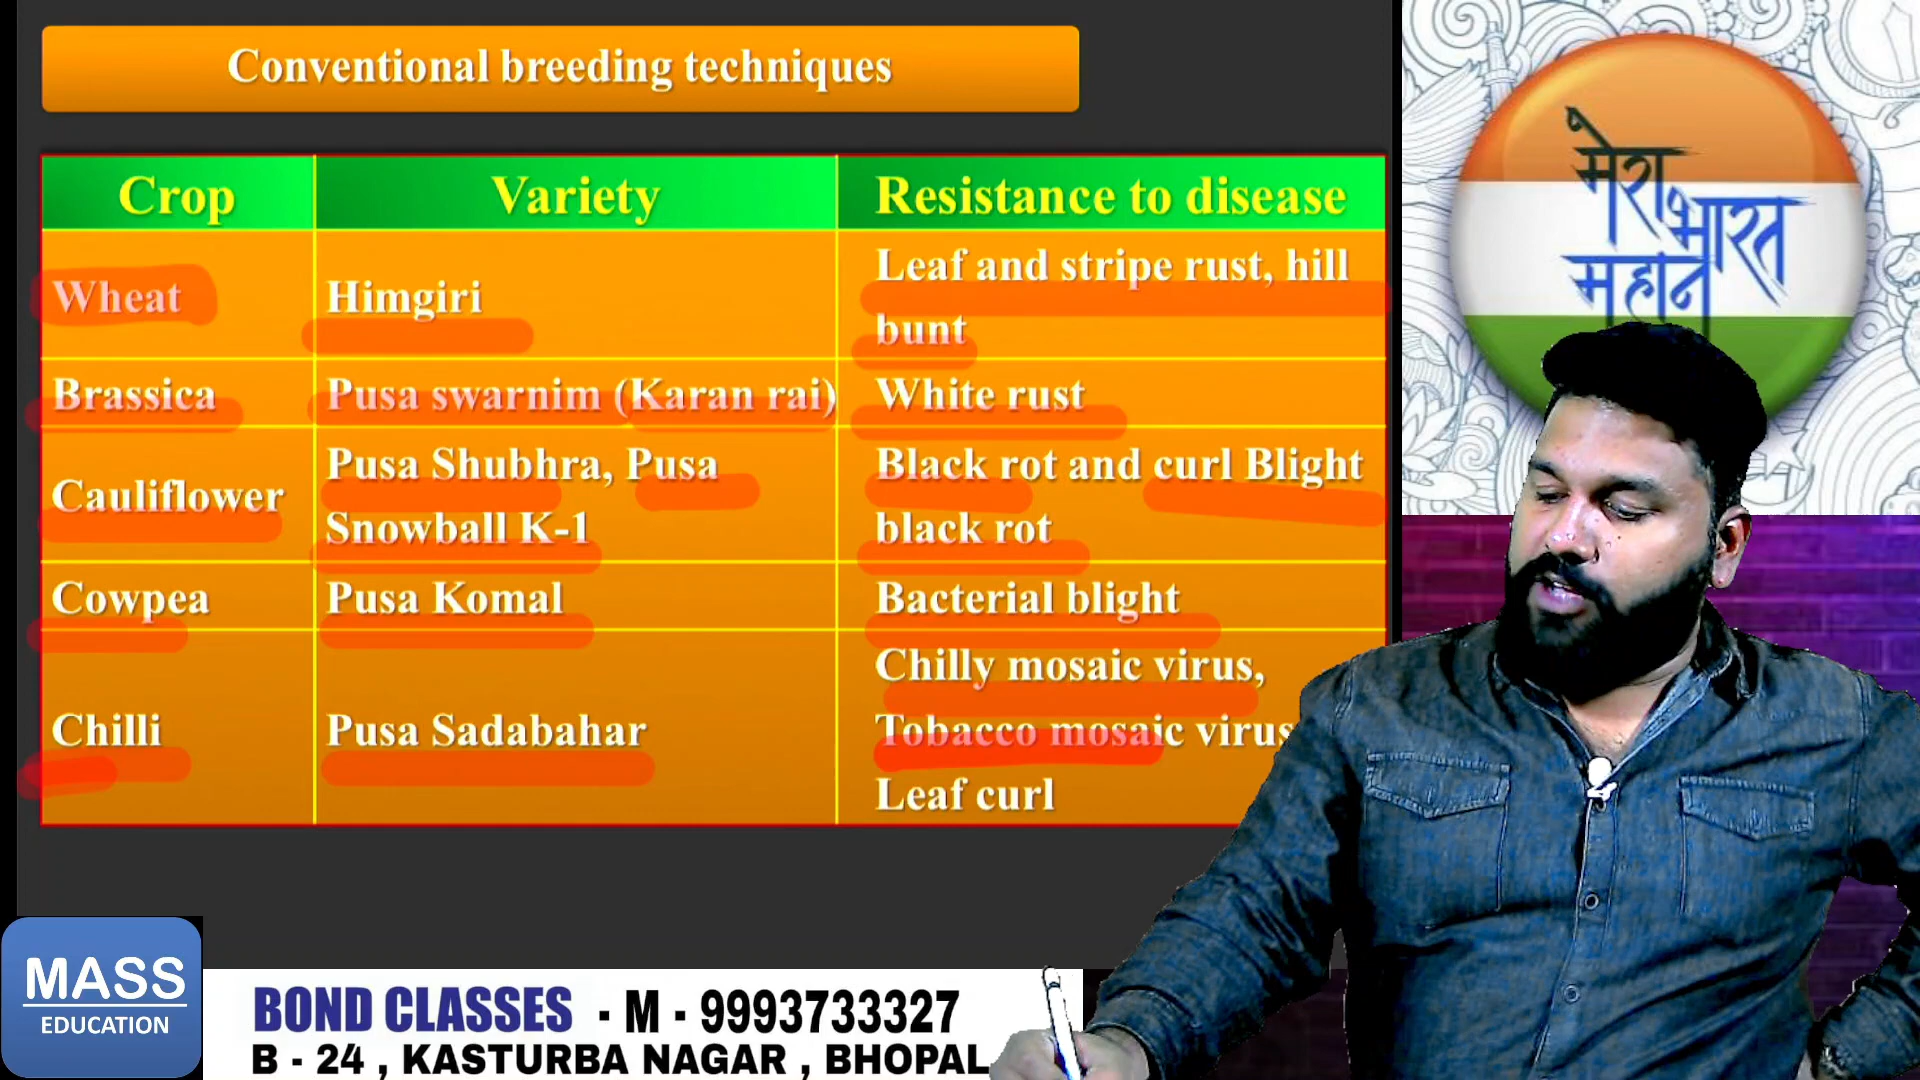 Conventional breeding techniques
Crop Variety Resistance to disease
Wheat Himgiri Leaf and stripe rust, hill
bunt
Brassica Pusa swarnim (Karan rai) White rust
Cauliflower Pusa Shubhra, Pusa
Snowball K-1 Black rot and curl Blight
black rot
Cowpea Pusa Komal Bacterial blight
Chilli Pusa Sadabahar Chilly mosaic virus,
Tobacco mosaic virus
Leaf curl
मेरा
भारत
महान
MASS
EDUCATION
BOND CLASSES - M - 9993733327
B - 24 , KASTURBA NAGAR , BHOPAL